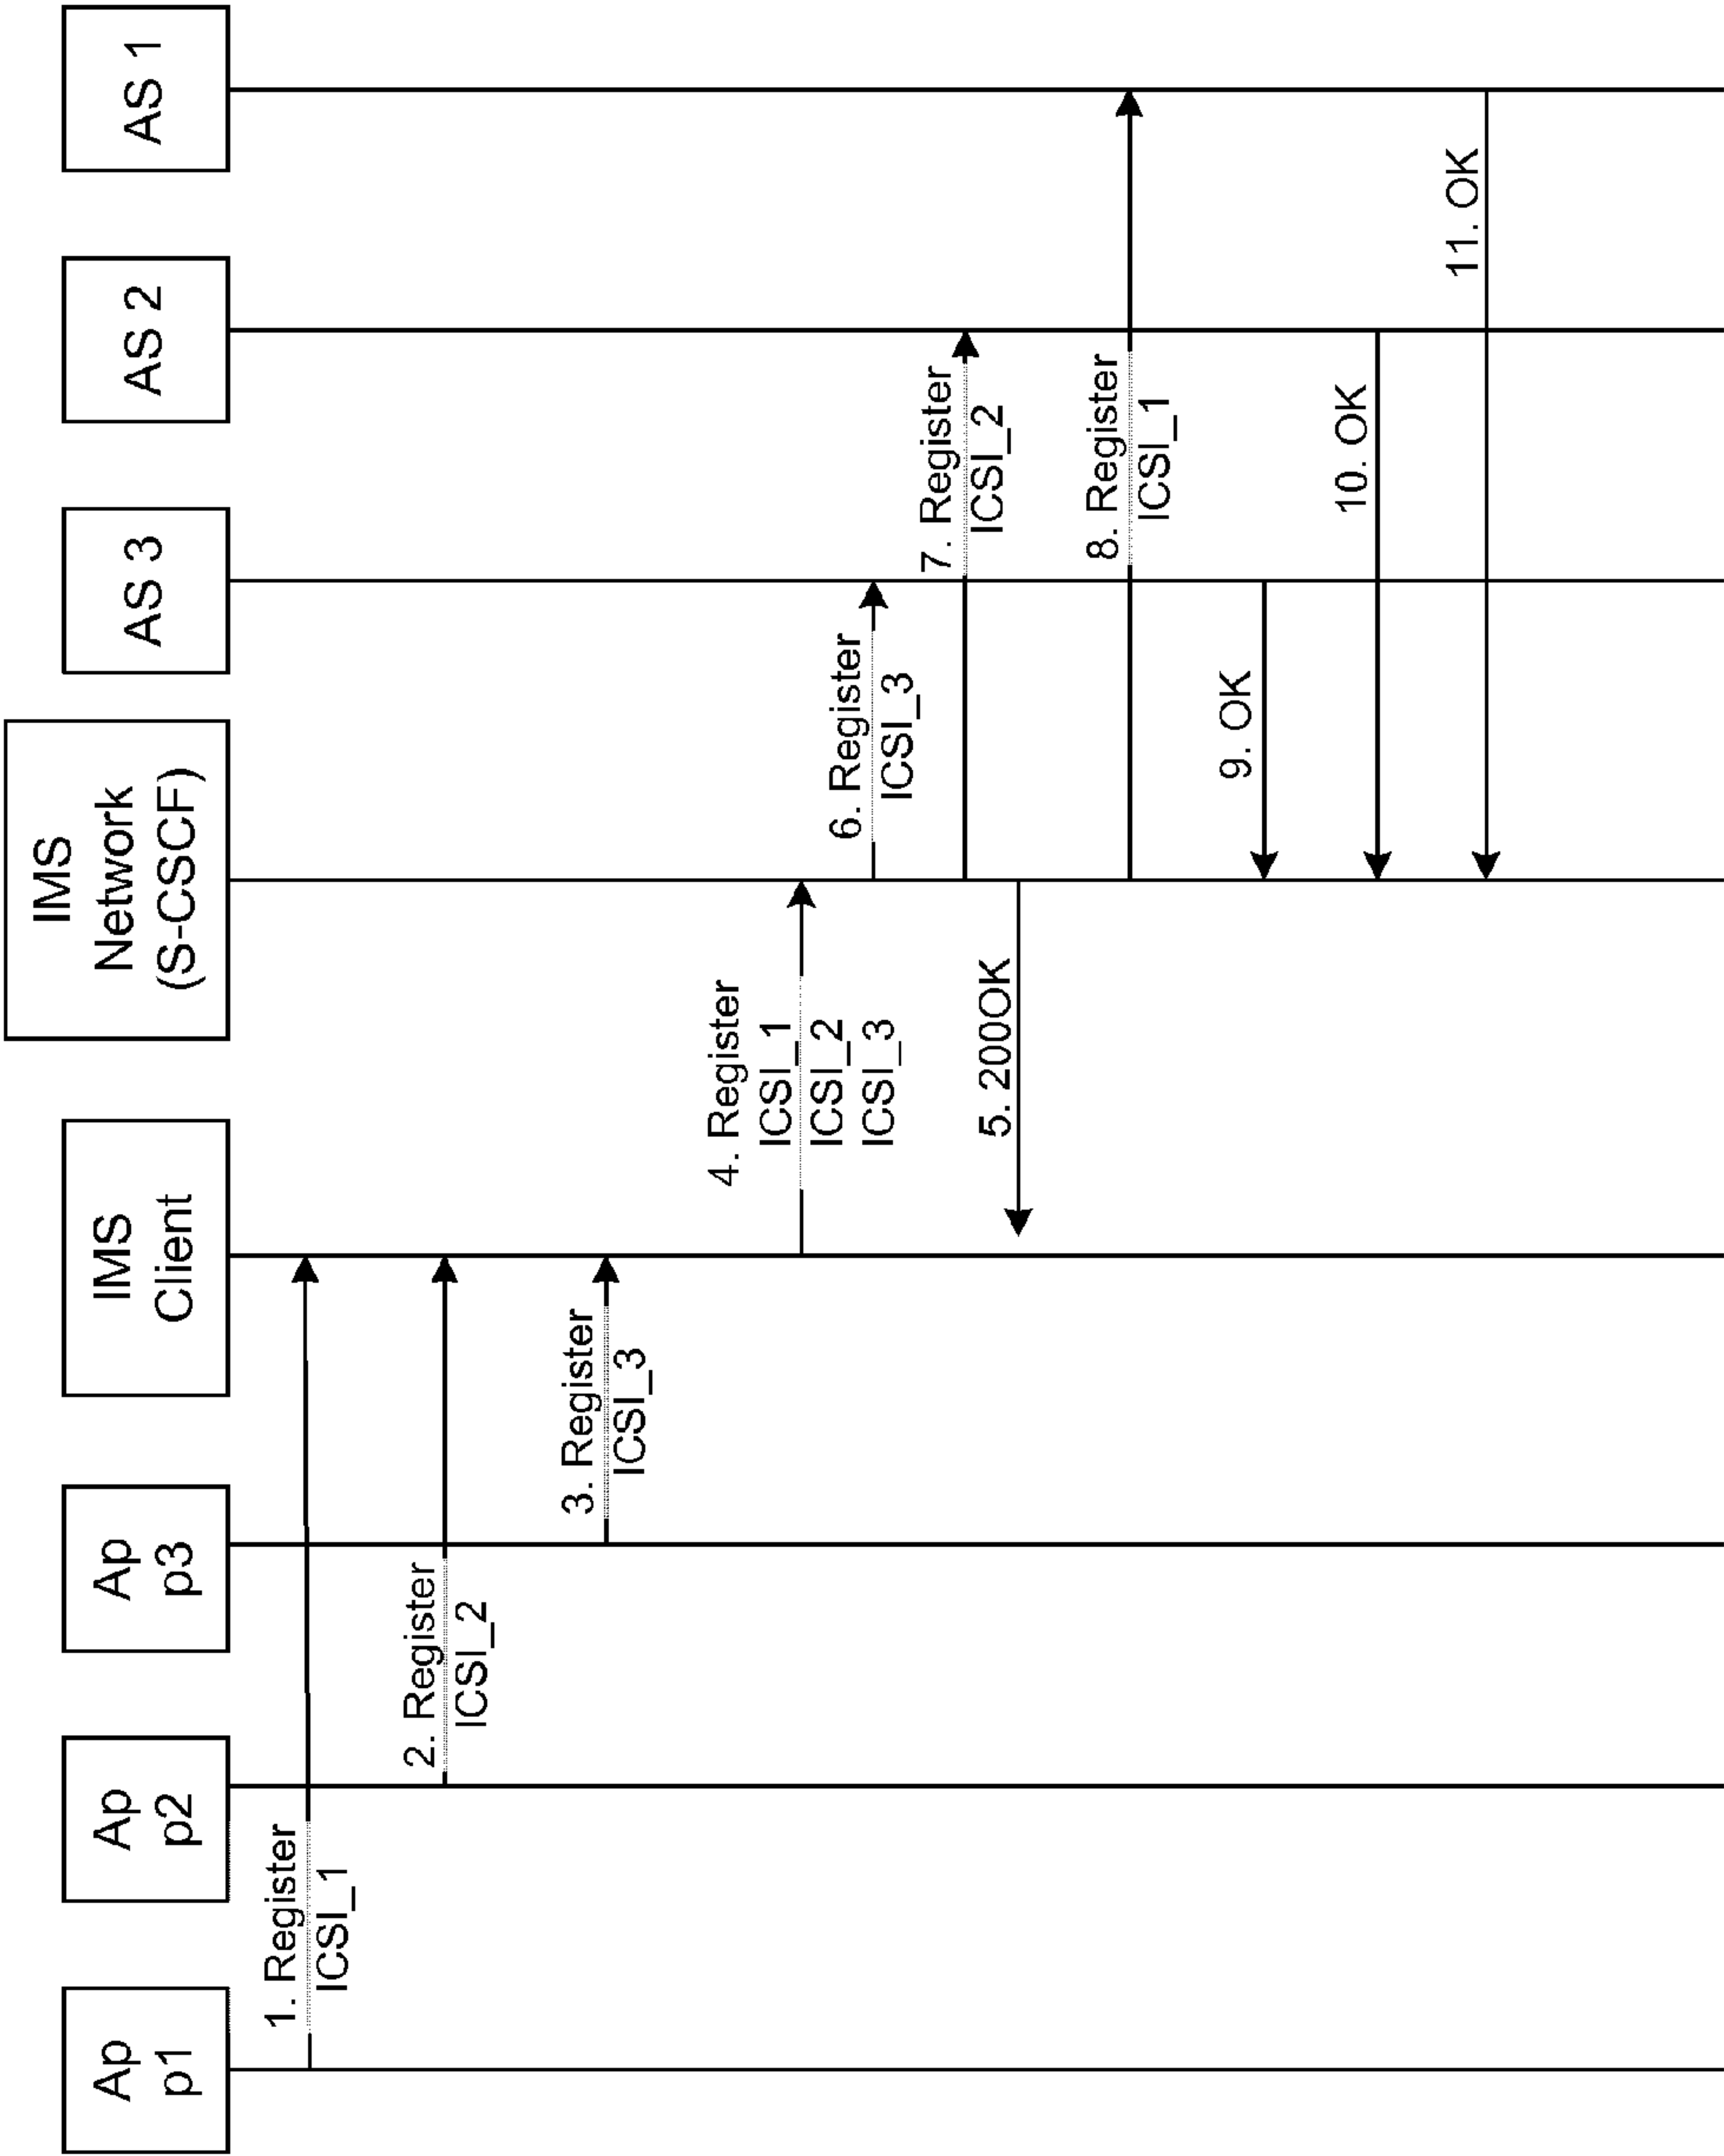 Ap
p1
Ap
p2
Ap
p3
IMS
Client
IMS
Network
(S-CSCF)
AS 3
AS 2
AS 1
1. Register
ICSI_1
2. Register
ICSI_2
3. Register
ICSI_3
4. Register
ICSI_1
ICSI_2
ICSI_3
6. Register
ICSI_3
7. Register
ICSI_2
5. 200OK
8. Register
ICSI_1
9. OK
10. OK
11. OK